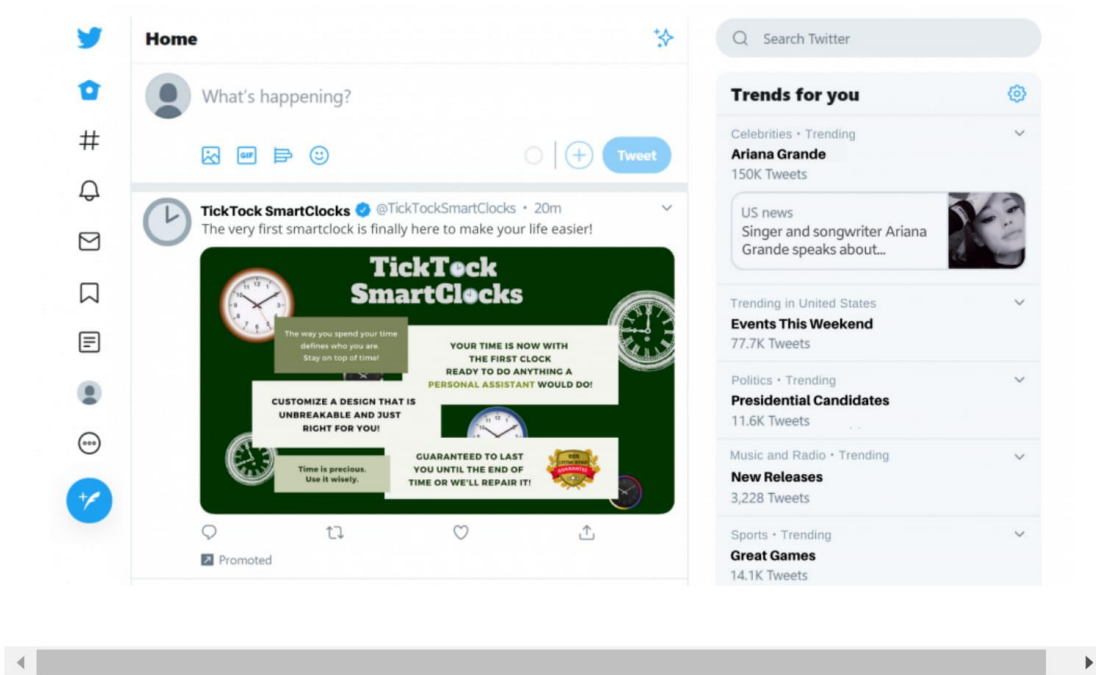 Home
What's happening?
GIF
Tweet
TickTock SmartClocks @TickTockSmartClocks · 20m
The very first smartclock is finally here to make your life easier!
TickTock
SmartClocks
The way you spend your time
defines who you are.
Stay on top of time!
YOUR TIME IS NOW WITH
THE FIRST CLOCK
READY TO DO ANYTHING A
PERSONAL ASSISTANT WOULD DO!
CUSTOMIZE A DESIGN THAT IS
UNBREAKABLE AND JUST
RIGHT FOR YOU!
Time is precious.
Use it wisely.
GUARANTEED TO LAST
YOU UNTIL THE END OF
TIME OR WE'LL REPAIR IT!
Promoted
Search Twitter
Trends for you
Celebrities · Trending
Ariana Grande
150K Tweets
US news
Singer and songwriter Ariana
Grande speaks about...
Trending in United States
Events This Weekend
77.7K Tweets
Politics · Trending
Presidential Candidates
11.6K Tweets
Music and Radio · Trending
New Releases
3,228 Tweets
Sports · Trending
Great Games
14.1K Tweets